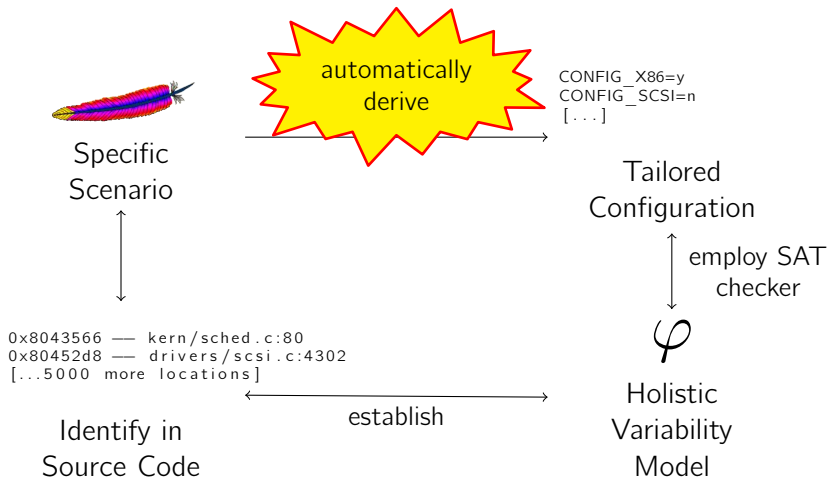 automatically
derive
CONFIG_X86=y
CONFIG_SCSI=n
[...]
Specific
Scenario
Tailored
Configuration
employ SAT
checker
0x8043566 —— kern/sched.c:80
0x80452d8 —— drivers/scsi.c:4302
[...5000 more locations]
φ
establish
Identify in
Source Code
Holistic
Variability
Model